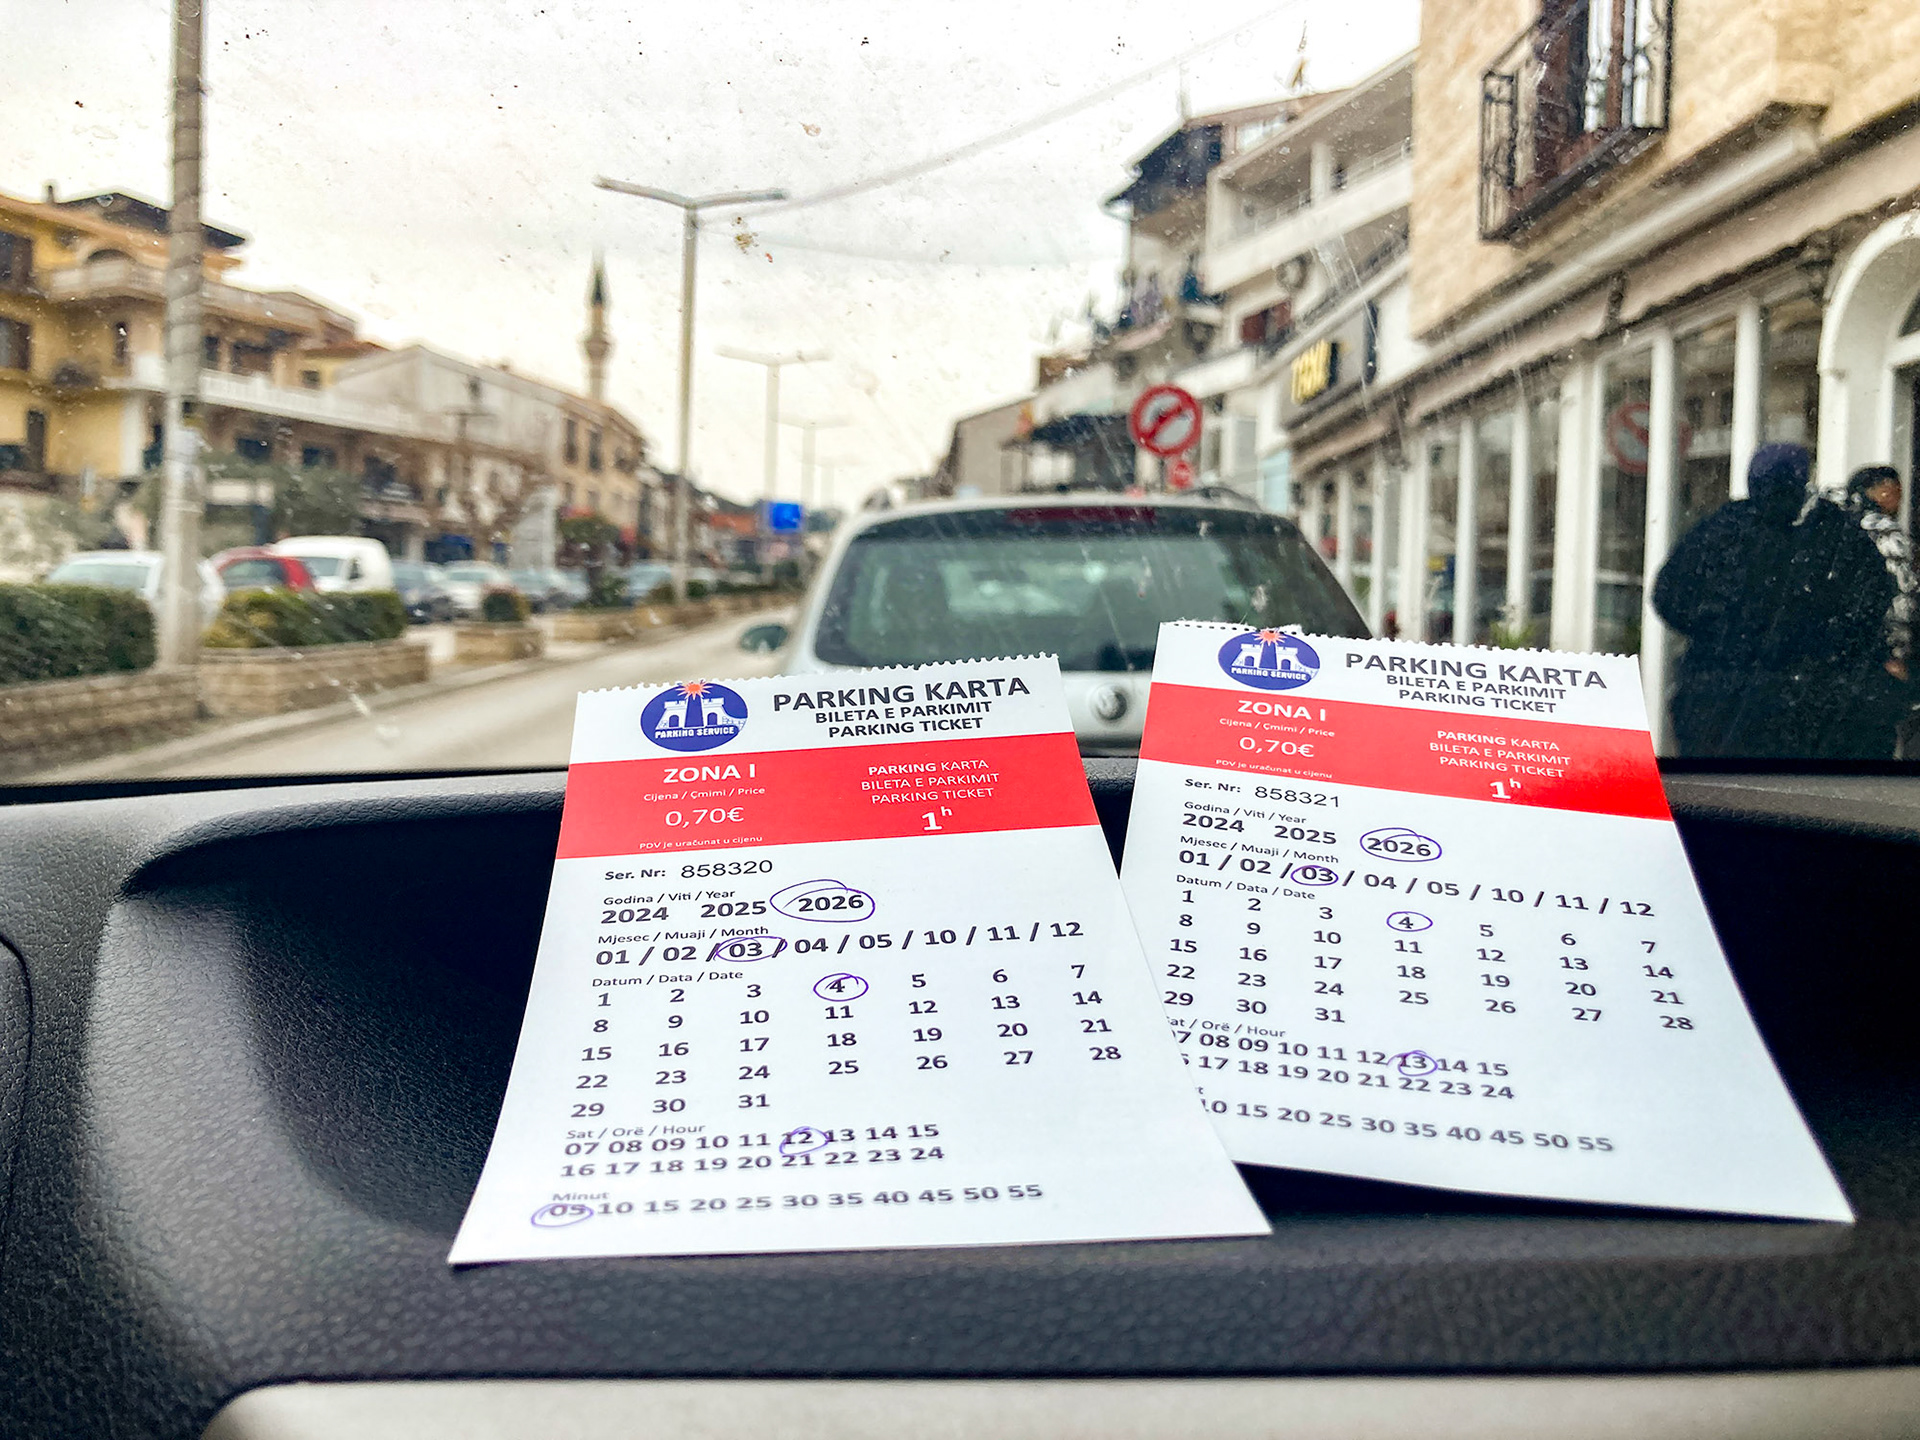 PARKING SERVICE
PARKING KARTA
BILETA E PARKIMIT
PARKING TICKET
ZONA I
Cijena / Çmimi / Price
0,70€
PDV je uračunat u cijenu
PARKING KARTA
BILETA E PARKIMIT
PARKING TICKET
1h
Ser. Nr: 858320
Godina / Viti / Year
2024 2025 2026
Mjesec / Muaji / Month
01 / 02 / 03 / 04 / 05 / 10 / 11 / 12
Datum / Data / Date
1 2 3 4 5 6 7
8 9 10 11 12 13 14
15 16 17 18 19 20 21
22 23 24 25 26 27 28
29 30 31
Sat / Orë / Hour
07 08 09 10 11 12 13 14 15
16 17 18 19 20 21 22 23 24
Minut
05 10 15 20 25 30 35 40 45 50 55
PARKING SERVICE
PARKING KARTA
BILETA E PARKIMIT
PARKING TICKET
ZONA I
Cijena / Çmimi / Price
0,70€
PDV je uračunat u cijenu
PARKING KARTA
BILETA E PARKIMIT
PARKING TICKET
1h
Ser. Nr: 858321
Godina / Viti / Year
2024 2025 2026
Mjesec / Muaji / Month
01 / 02 / 03 / 04 / 05 / 10 / 11 / 12
Datum / Data / Date
1 2 3 4 5 6 7
8 9 10 11 12 13 14
15 16 17 18 19 20 21
22 23 24 25 26 27 28
29 30 31
/ Orë / Hour
08 09 10 11 12 13 14 15
17 18 19 20 21 22 23 24
15 20 25 30 35 40 45 50 55